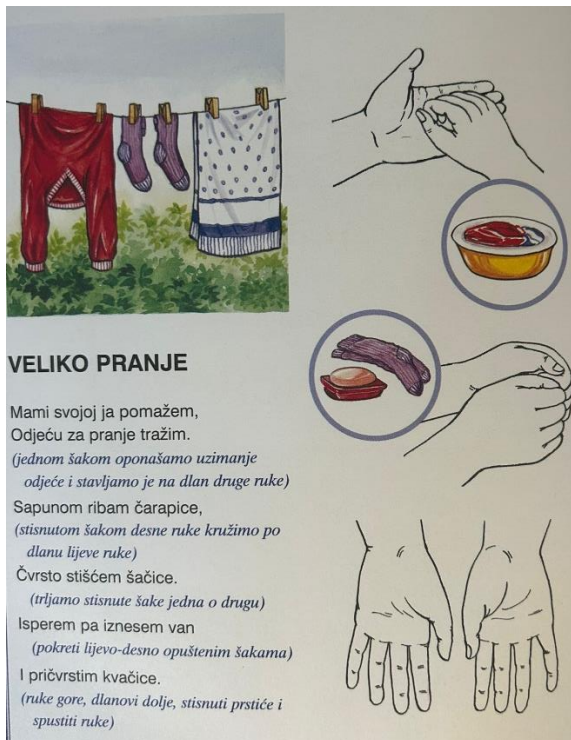 VELIKO PRANJE
Mami svojoj ja pomažem,
Odjeću za pranje tražim.
(jednom šakom oponašamo uzimanje
odjeće i stavljamo je na dlan druge ruke)
Sapunom ribam čarapice,
(stisnutom šakom desne ruke kružimo po
dlanu lijeve ruke)
Čvrsto stišćem šačice.
(trljamo stisnute šake jedna o drugu)
Isperem pa iznesem van
(pokreti lijevo-desno opuštenim šakama)
I pričvrstim kvačice.
(ruke gore, dlanovi dolje, stisnuti prstiće i
spustiti ruke)